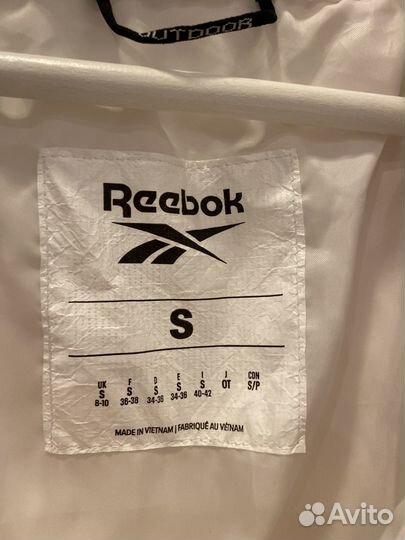 OUTDOOR
Reebok
S
UK F D E I J CON
S S S S S OT S/P
8-10 36-38 34-36 34-36 40-42
MADE IN VIETNAM | FABRIQUÉ AU VIÊTNAM
Avito